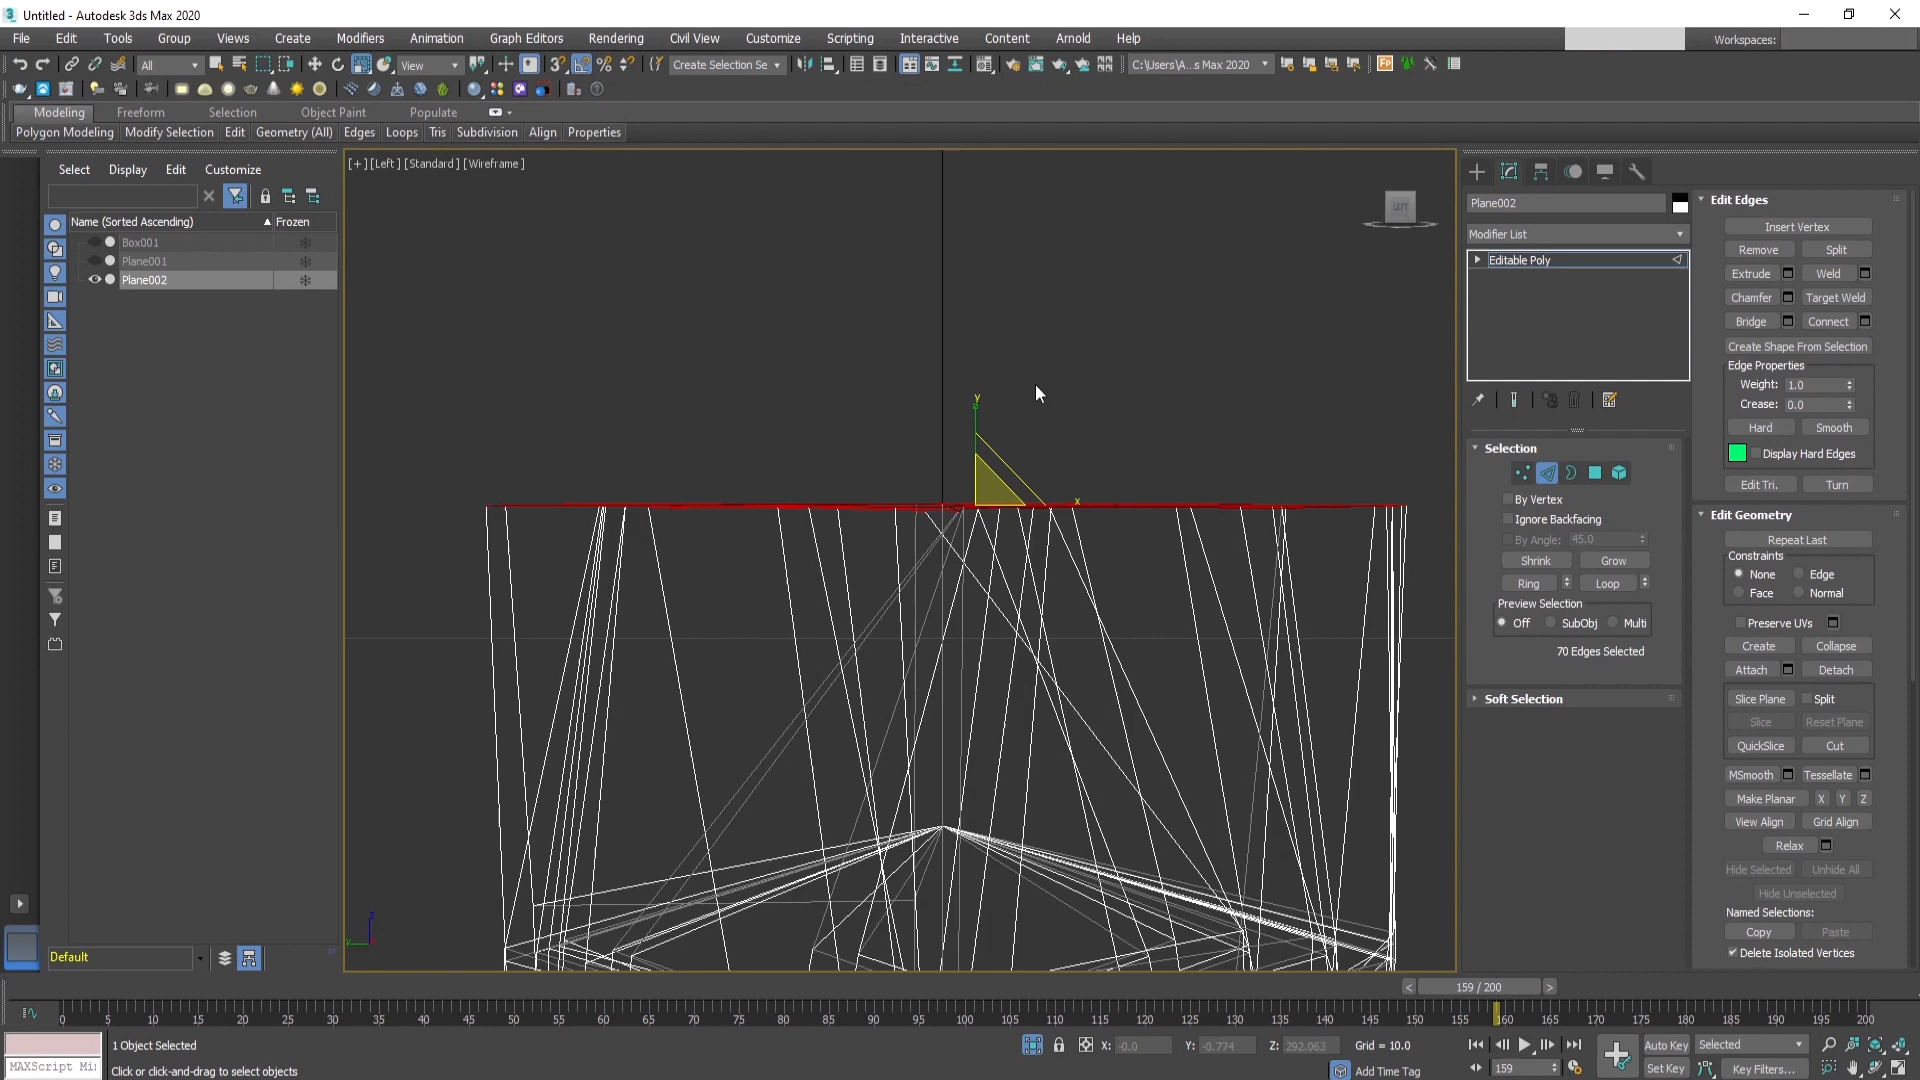 Untitled - Autodesk 3ds Max 2020
File Edit Tools Group Views Create Modifiers Animation Graph Editors Rendering Civil View Customize Scripting Interactive Content Arnold Help
Workspaces:
All View Create Selection Se C:\Users\A...s Max 2020
Modeling Freeform Selection Object Paint Populate
Polygon Modeling Modify Selection Edit Geometry (All) Edges Loops Tris Subdivision Align Properties
Select Display Edit Customize
Name (Sorted Ascending) Frozen
Box001
Plane001
Plane002
[+] [Left] [Standard] [Wireframe]
LEFT
y
x
z
y
Plane002
Modifier List
Editable Poly
Selection
By Vertex
Ignore Backfacing
By Angle: 45.0
Shrink Grow
Ring Loop
Preview Selection
Off SubObj Multi
70 Edges Selected
Soft Selection
Edit Edges
Insert Vertex
Remove Split
Extrude Weld
Chamfer Target Weld
Bridge Connect
Create Shape From Selection
Edge Properties
Weight: 1.0
Crease: 0.0
Hard Smooth
Display Hard Edges
Edit Tri. Turn
Edit Geometry
Repeat Last
Constraints
None Edge
Face Normal
Preserve UVs
Create Collapse
Attach Detach
Slice Plane Split
Slice Reset Plane
QuickSlice Cut
MSmooth Tessellate
Make Planar X Y Z
View Align Grid Align
Relax
Hide Selected Unhide All
Hide Unselected
Named Selections:
Copy Paste
Delete Isolated Vertices
Default
159 / 200
0 5 10 15 20 25 30 35 40 45 50 55 60 65 70 75 80 85 90 95 100 105 110 115 120 125 130 135 140 145 150 155 160 165 170 175 180 185 190 195 200
1 Object Selected
X: -0.0 Y: -0.774 Z: 292.063 Grid = 10.0
Auto Key Selected
MAXScript Mi
Click or click-and-drag to select objects
Add Time Tag
159
Set Key Key Filters...